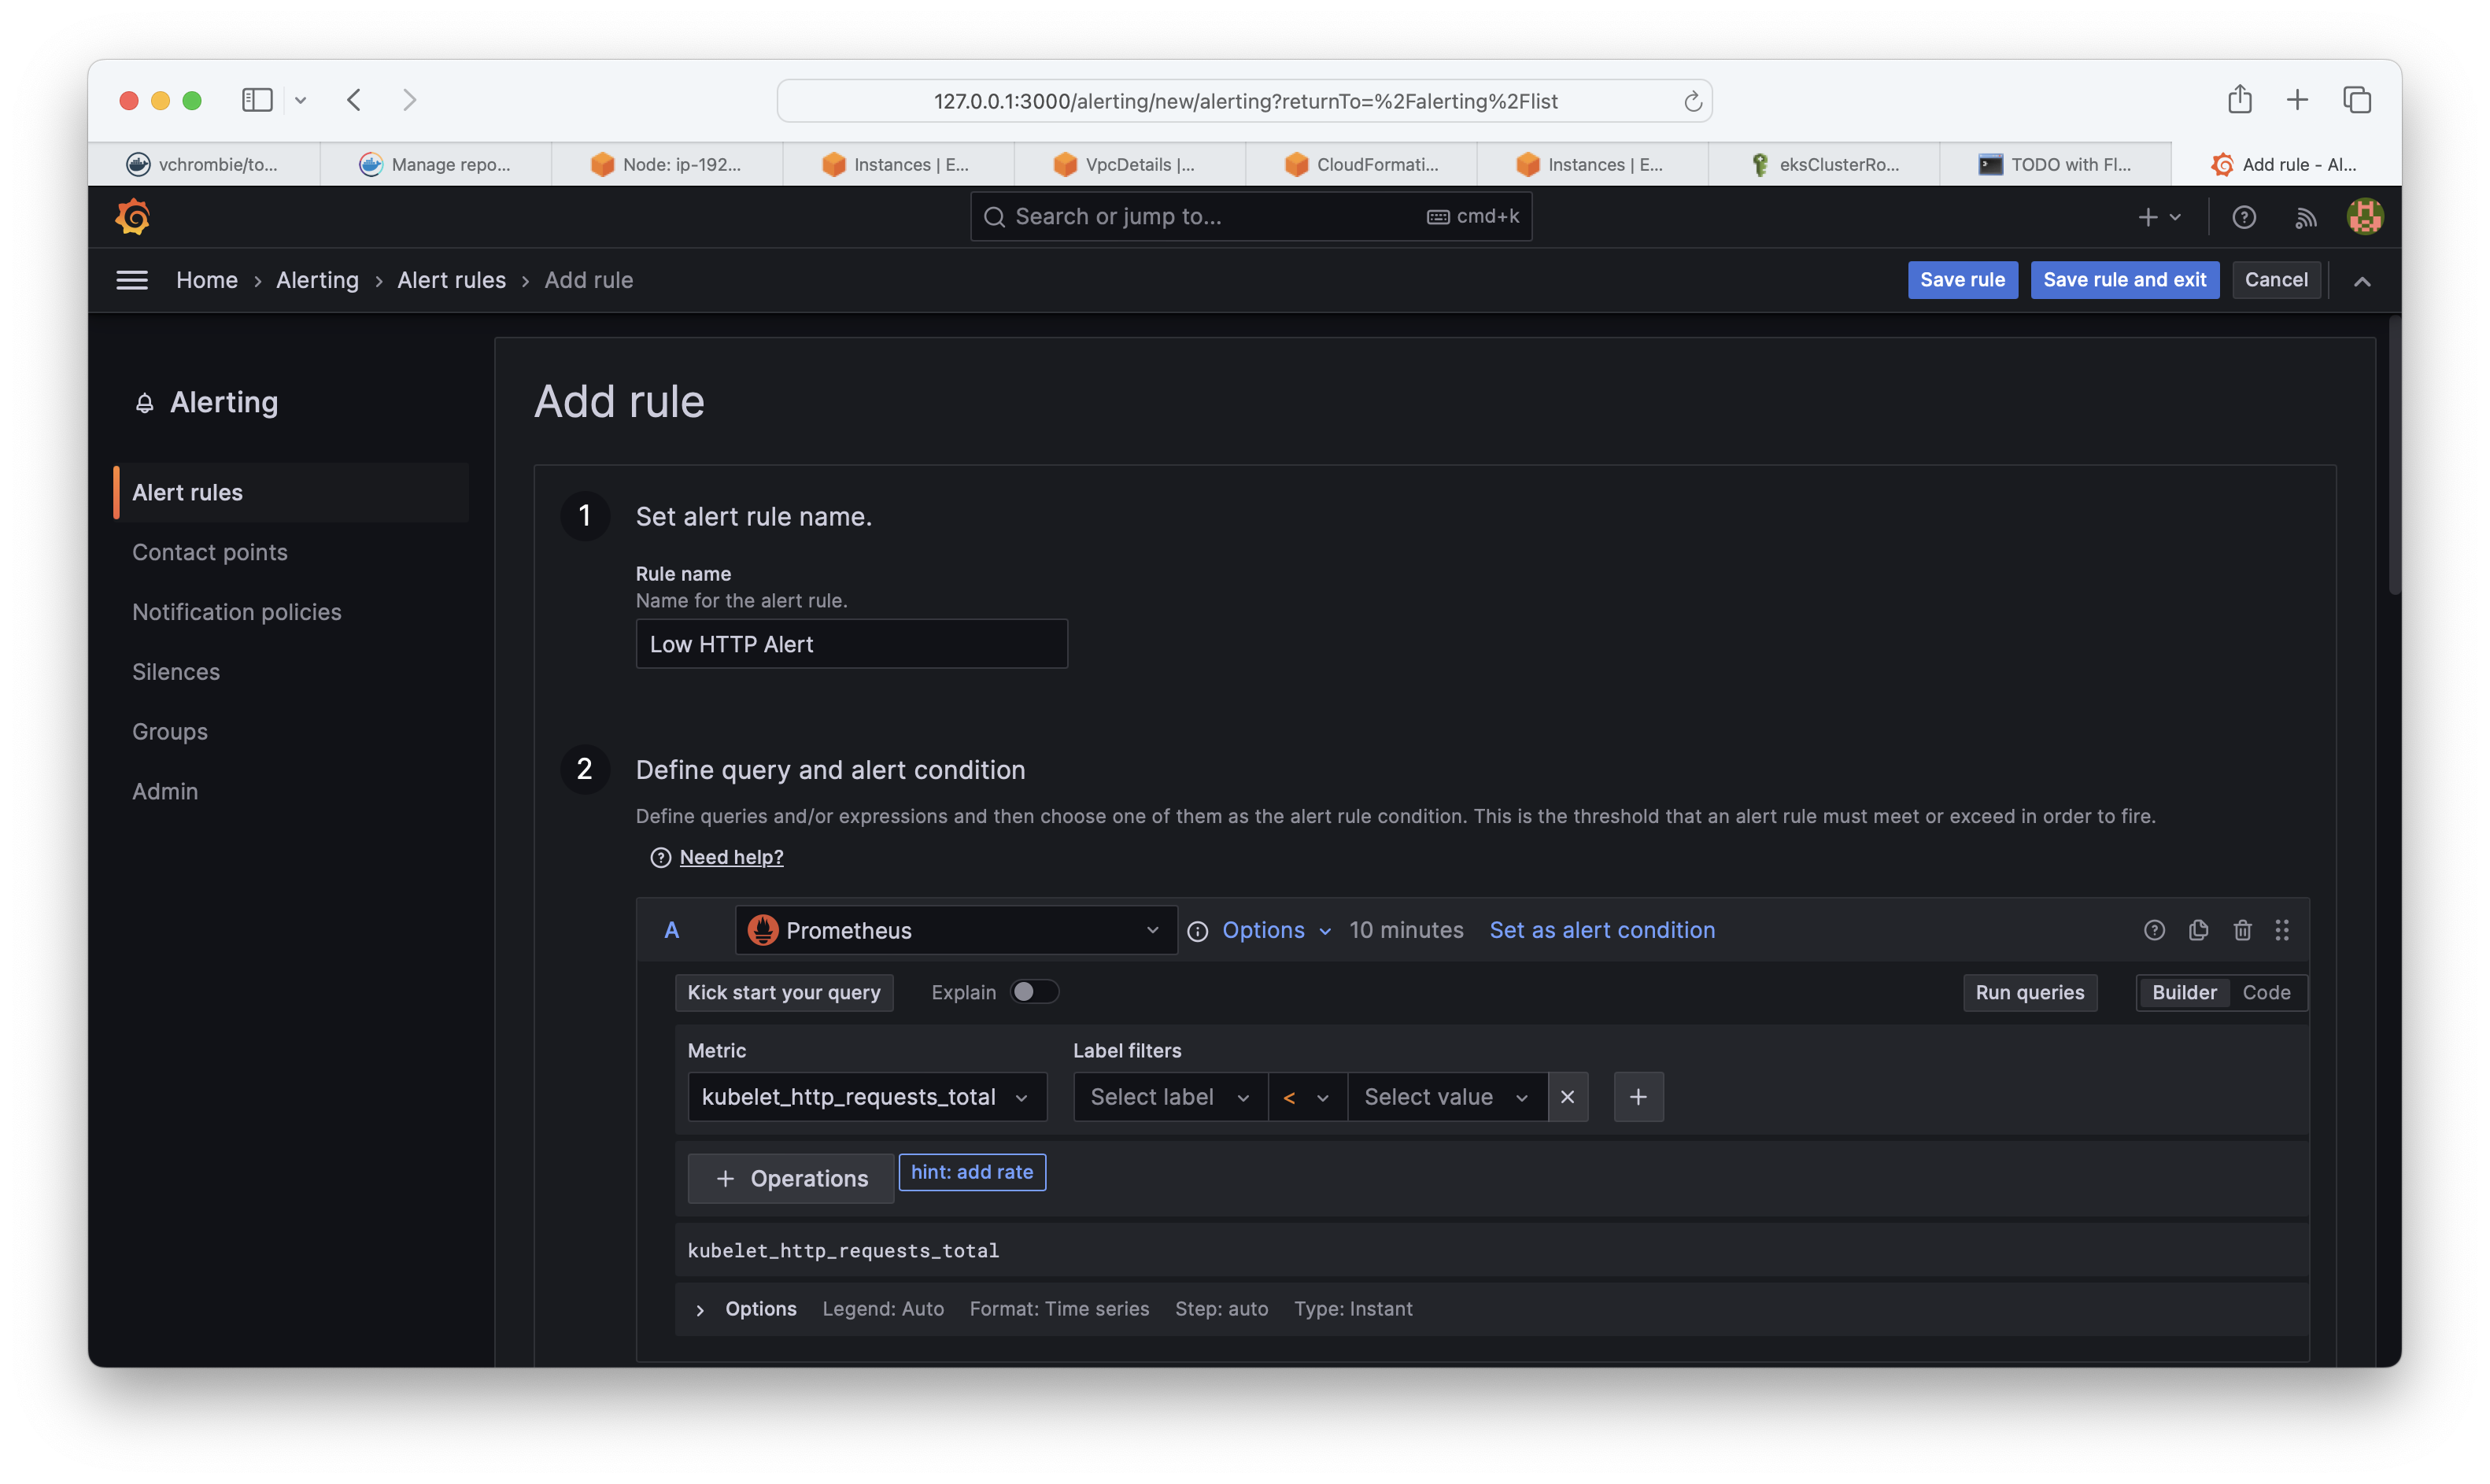 127.0.0.1:3000/alerting/new/alerting?returnTo=%2Falerting%2Flist
vchrombie/to... Manage repo... Node: ip-192... Instances | E... VpcDetails |... CloudFormati... Instances | E... eksClusterRo... TODO with Fl... Add rule - Al...
Search or jump to... cmd+k
Home › Alerting › Alert rules › Add rule Save rule Save rule and exit Cancel
Alerting
Alert rules
Contact points
Notification policies
Silences
Groups
Admin
Add rule
1 Set alert rule name.
Rule name
Name for the alert rule.
Low HTTP Alert
2 Define query and alert condition
Define queries and/or expressions and then choose one of them as the alert rule condition. This is the threshold that an alert rule must meet or exceed in order to fire.
Need help?
A Prometheus Options 10 minutes Set as alert condition
Kick start your query Explain Run queries Builder Code
Metric Label filters
kubelet_http_requests_total Select label < Select value
+ Operations hint: add rate
kubelet_http_requests_total
Options Legend: Auto Format: Time series Step: auto Type: Instant